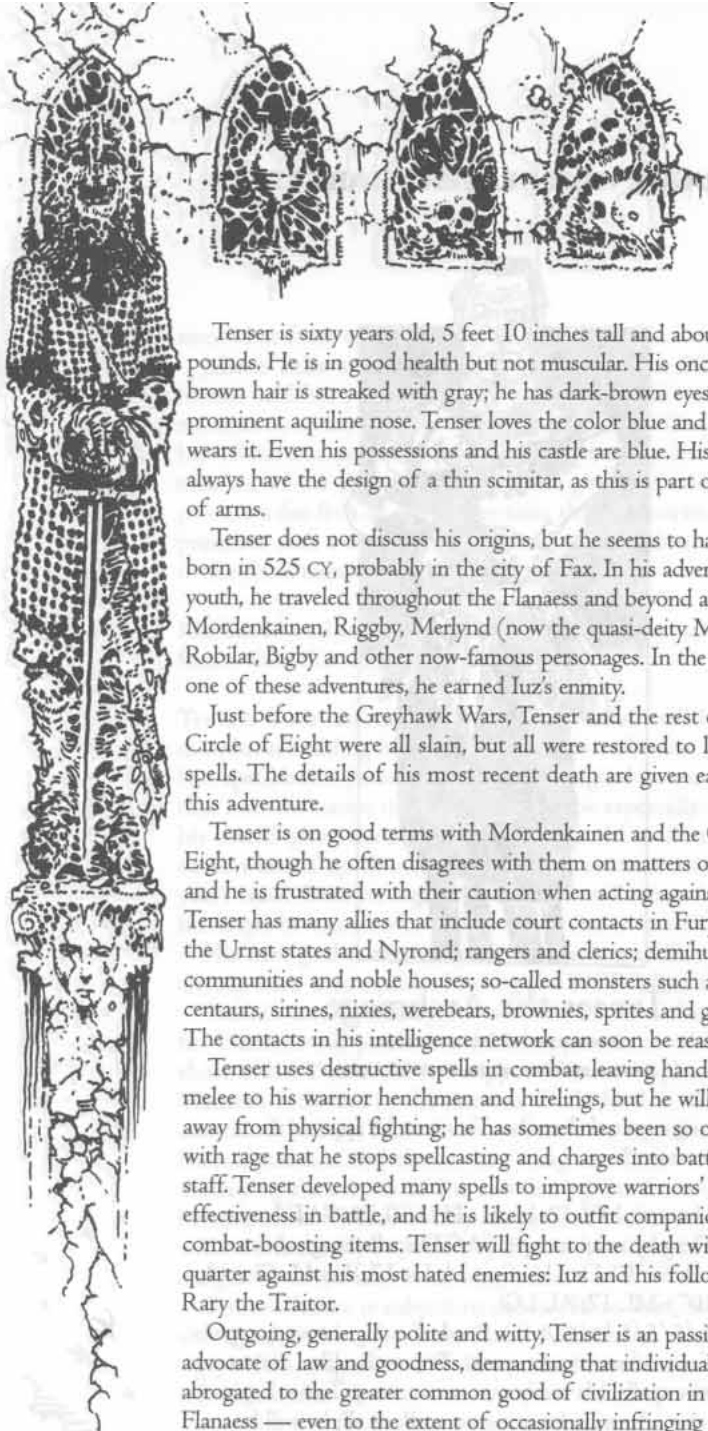 Tenser is sixty years old, 5 feet 10 inches tall and abou
pounds. He is in good health but not muscular. His onc
brown hair is streaked with gray; he has dark-brown eyes
prominent aquiline nose. Tenser loves the color blue and
wears it. Even his possessions and his castle are blue. His
always have the design of a thin scimitar, as this is part o
of arms.
Tenser does not discuss his origins, but he seems to ha
born in 525 CY, probably in the city of Fax. In his adven
youth, he traveled throughout the Flanaess and beyond a
Mordenkainen, Riggby, Merlynd (now the quasi-deity M
Robilar, Bigby and other now-famous personages. In the
one of these adventures, he earned Iuz's enmity.
Just before the Greyhawk Wars, Tenser and the rest o
Circle of Eight were all slain, but all were restored to l
spells. The details of his most recent death are given ea
this adventure.
Tenser is on good terms with Mordenkainen and the
Eight, though he often disagrees with them on matters o
and he is frustrated with their caution when acting agains
Tenser has many allies that include court contacts in Fur
the Urnst states and Nyrond; rangers and clerics; demihu
communities and noble houses; so-called monsters such a
centaurs, sirines, nixies, werebears, brownies, sprites and g
The contacts in his intelligence network can soon be reas
Tenser uses destructive spells in combat, leaving hand
melee to his warrior henchmen and hirelings, but he will
away from physical fighting; he has sometimes been so o
with rage that he stops spellcasting and charges into batt
staff. Tenser developed many spells to improve warriors'
effectiveness in battle, and he is likely to outfit companio
combat-boosting items. Tenser will fight to the death wi
quarter against his most hated enemies: Iuz and his follo
Rary the Traitor.
Outgoing, generally polite and witty, Tenser is an passi
advocate of law and goodness, demanding that individual
abrogated to the greater common good of civilization in
Flanaess — even to the extent of occasionally infringing